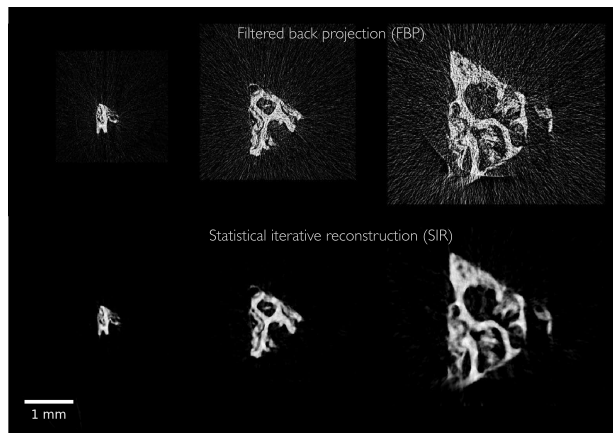 Filtered back projection (FBP)
Statistical iterative reconstruction (SIR)
1 mm